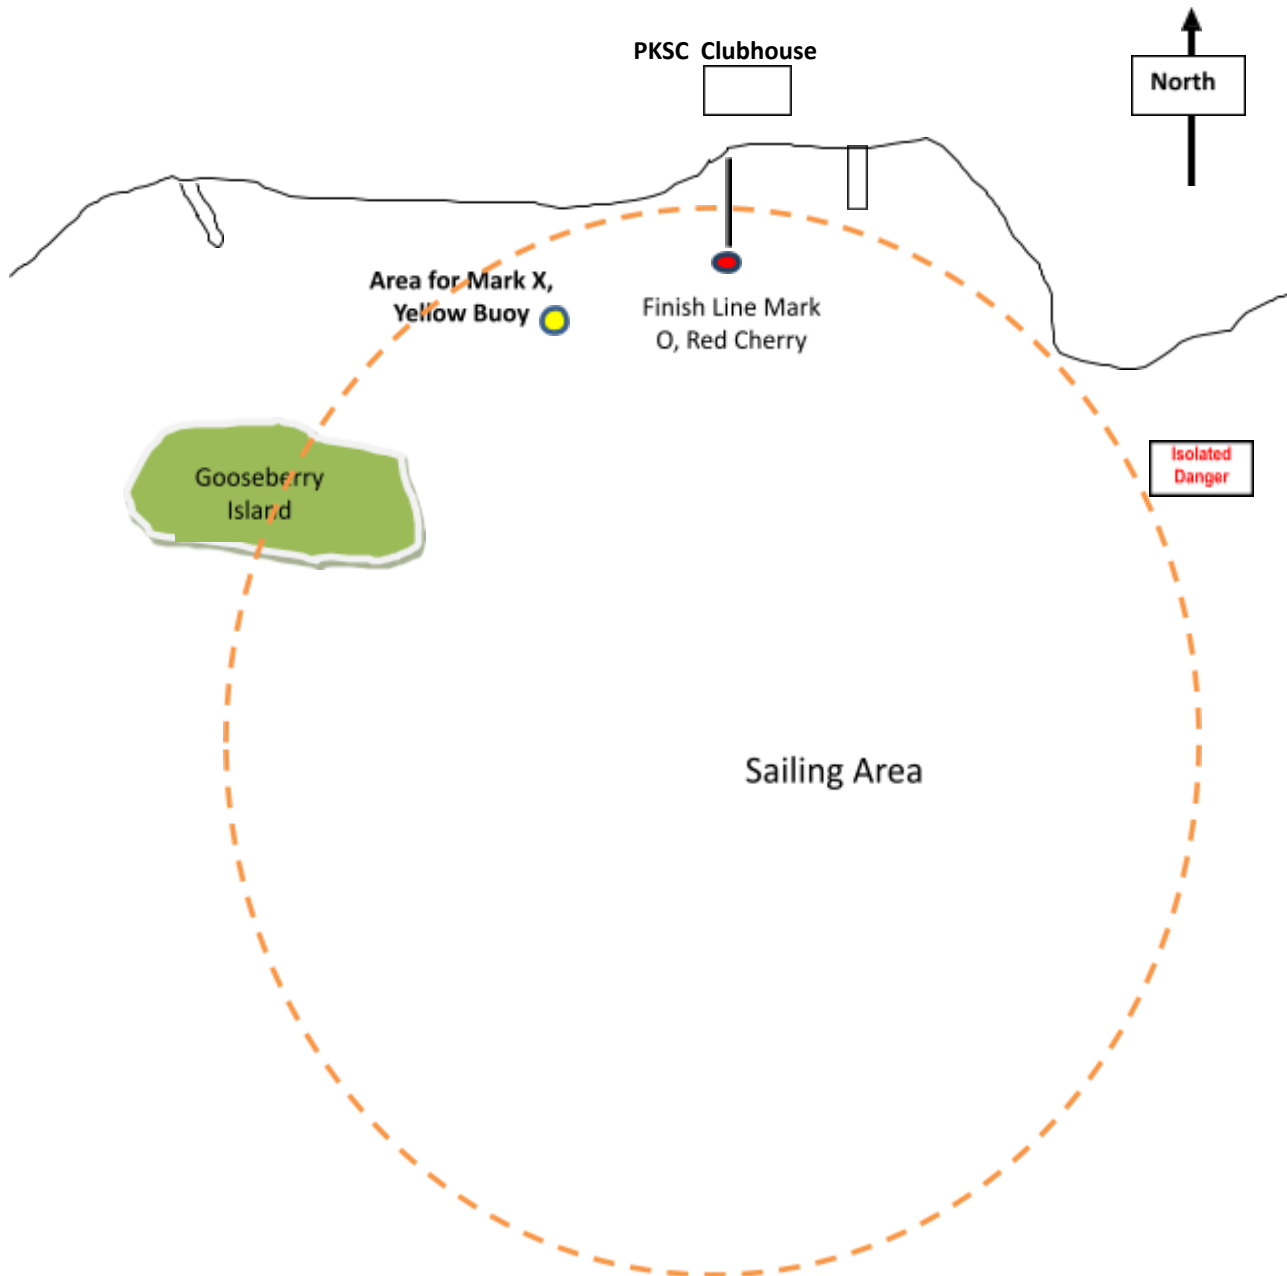 PKSC Clubhouse
North
Area for Mark X,
Yellow Buoy
Finish Line Mark
O, Red Cherry
Isolated
Danger
Gooseberry
Island
Sailing Area